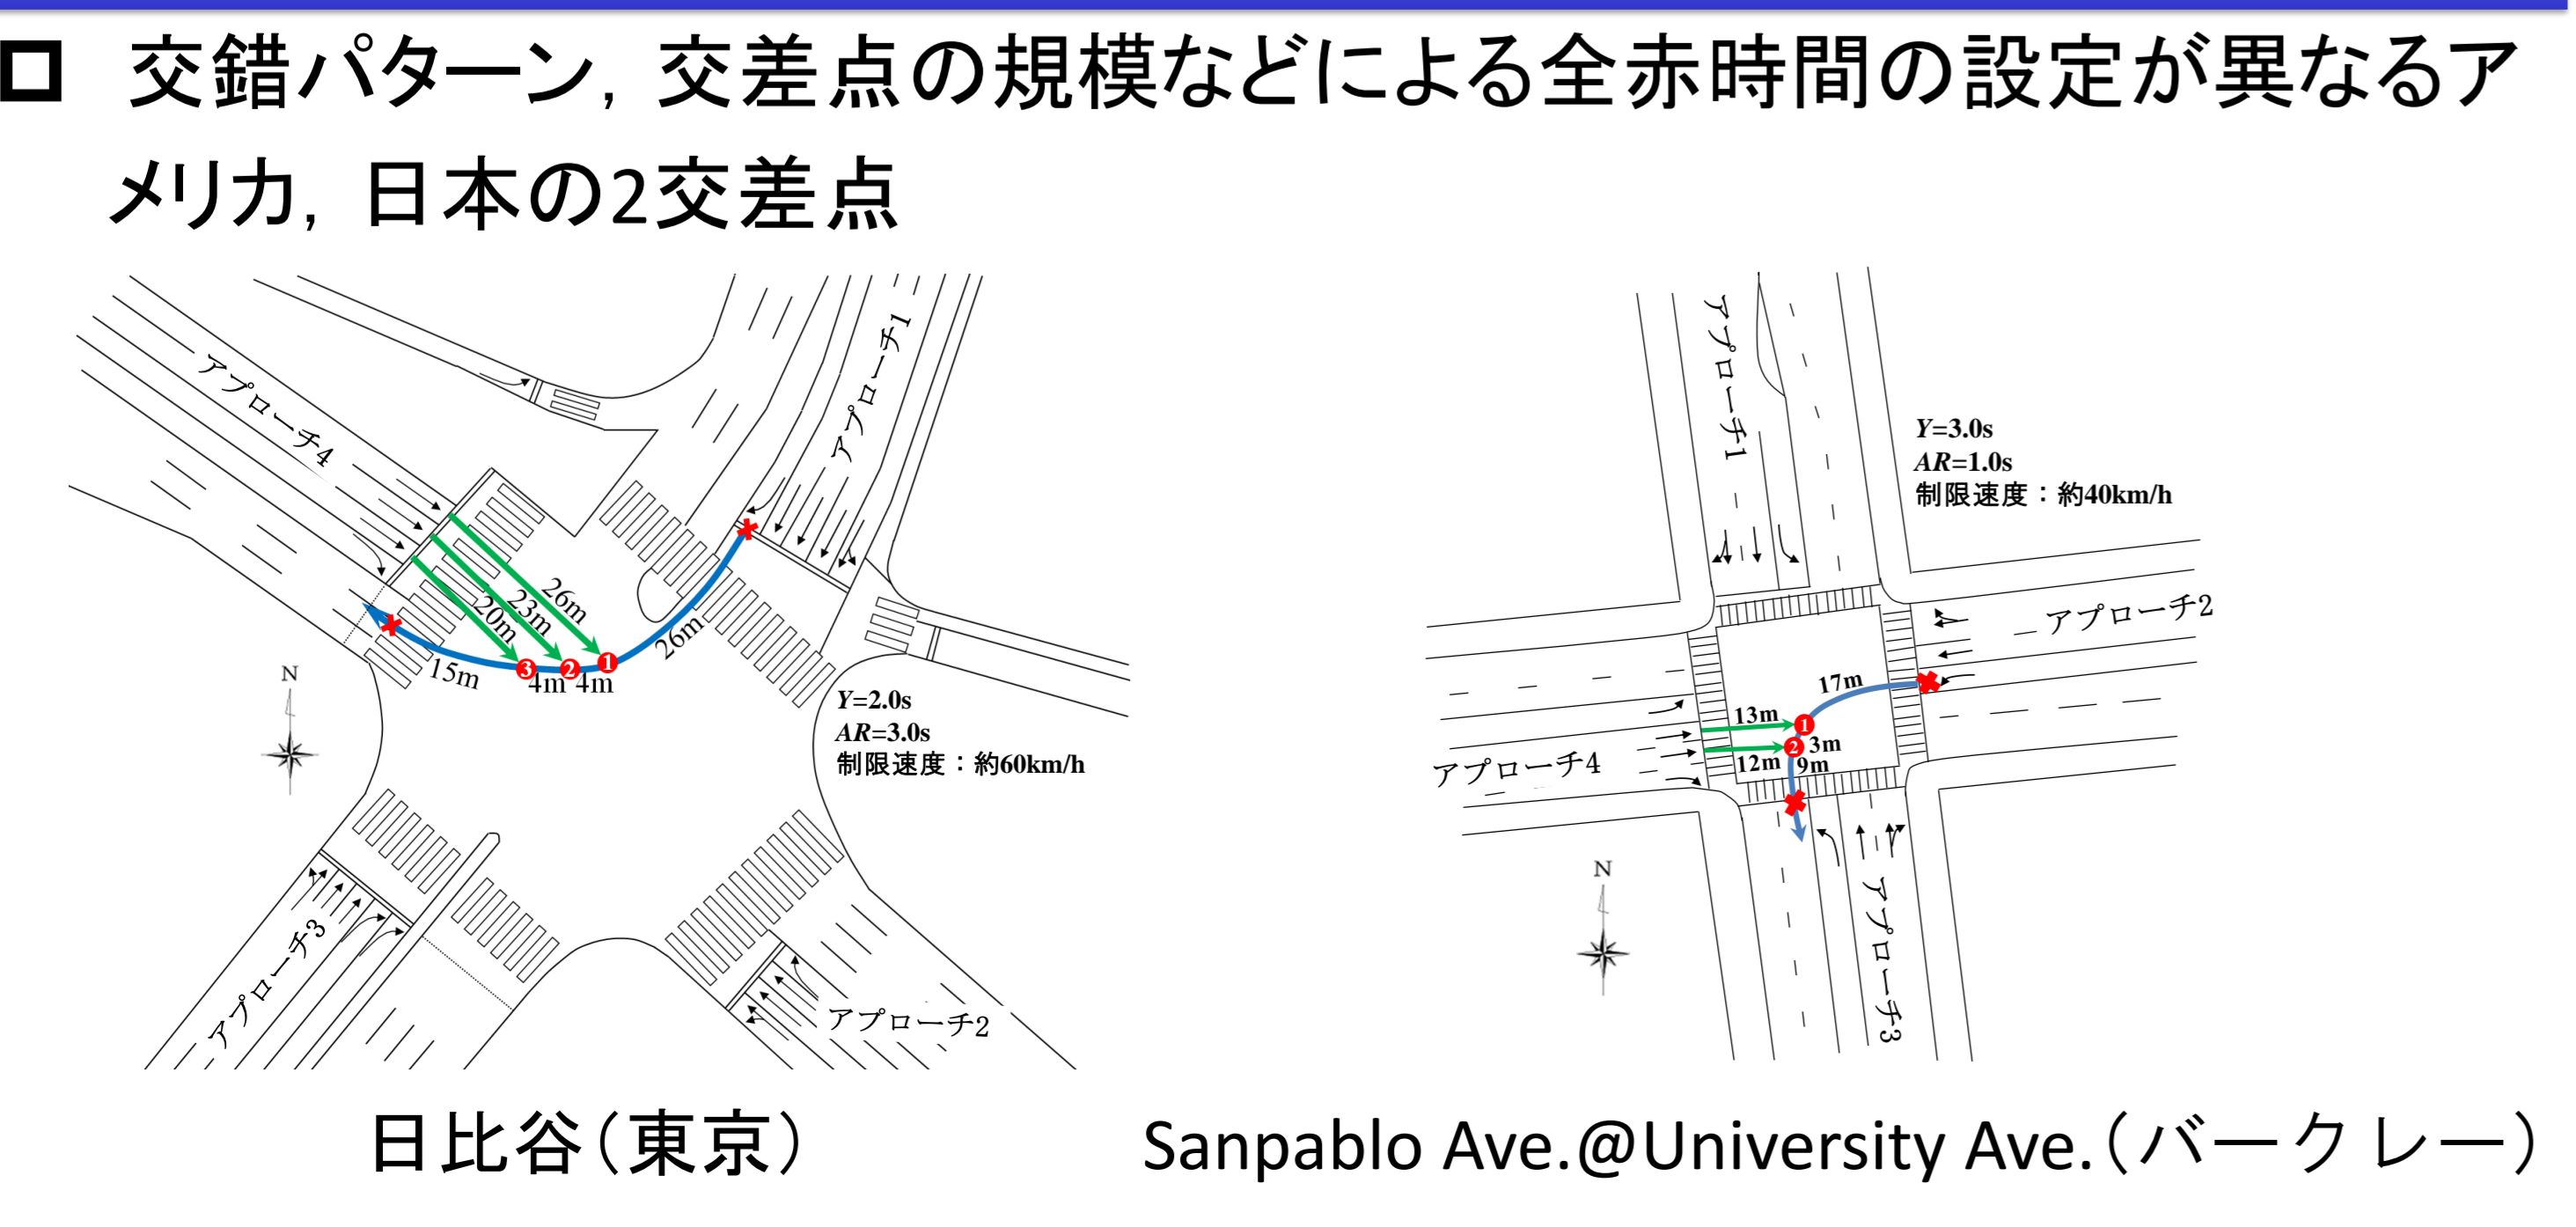 交錯パターン，交差点の規模などによる全赤時間の設定が異なるア
メリカ，日本の2交差点
アプローチ4
アプローチ1
26m
23m
20m
26m
15m
3
2
1
4m
4m
N
Y=2.0s
AR=3.0s
制限速度：約60km/h
アプローチ3
アプローチ2
日比谷（東京）
アプローチ1
Y=3.0s
AR=1.0s
制限速度：約40km/h
アプローチ2
17m
13m
1
2
3m
12m
9m
アプローチ4
N
アプローチ3
Sanpablo Ave.@University Ave.（バークレー）